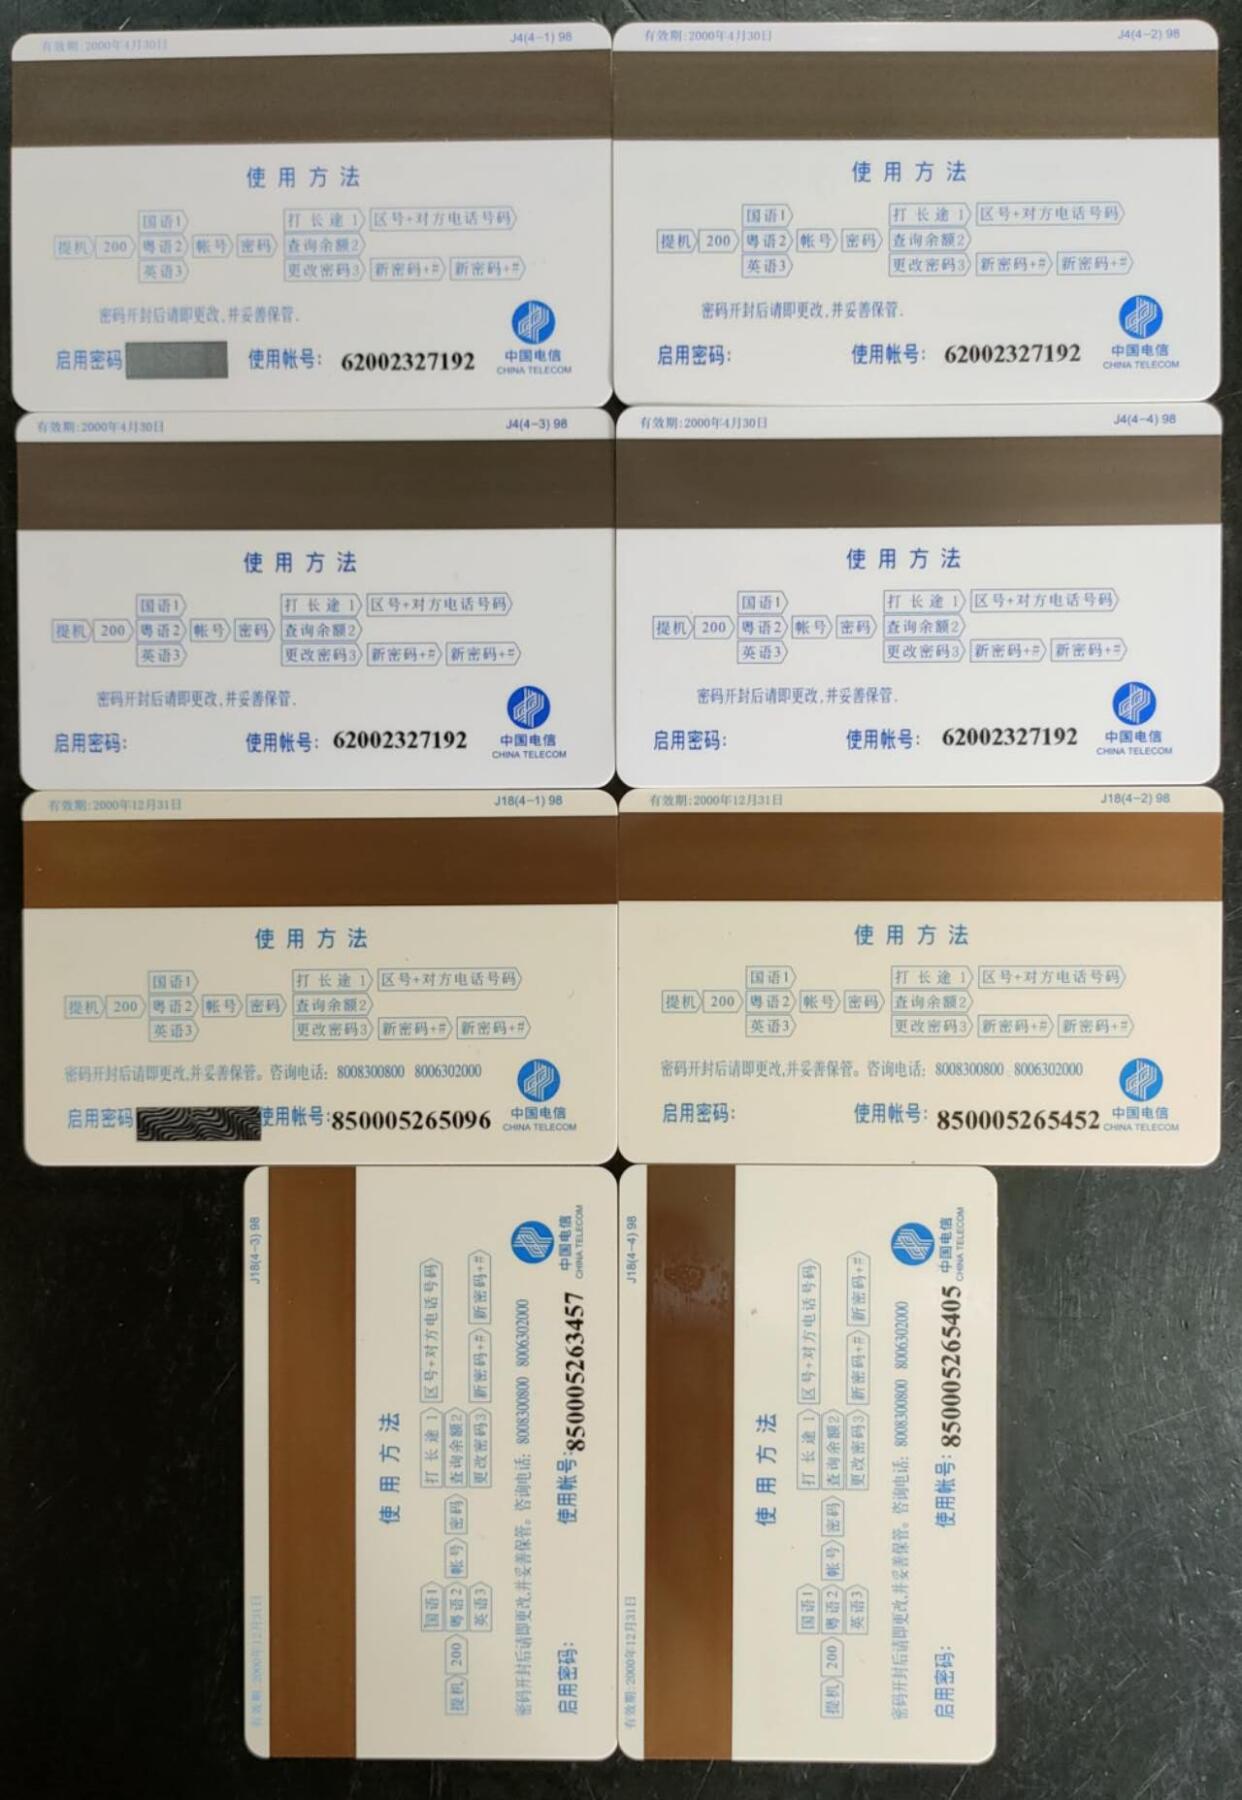 有效期:2000年4月30日 J4(4-1) 98
使用方法
国语1 打长途1 区号+对方电话号码
提机 200 粤语2 帐号 密码 查询余额2
英语3 更改密码3 新密码+# 新密码+#
密码开封后请即更改,并妥善保管.
启用密码 使用帐号: 62002327192 中国电信
CHINA TELECOM
有效期:2000年4月30日 J4(4-2) 98
使用方法
国语1 打长途1 区号+对方电话号码
提机 200 粤语2 帐号 密码 查询余额2
英语3 更改密码3 新密码+# 新密码+#
密码开封后请即更改,并妥善保管.
启用密码: 使用帐号: 62002327192 中国电信
CHINA TELECOM
有效期:2000年4月30日 J4(4-3) 98
使用方法
国语1 打长途1 区号+对方电话号码
提机 200 粤语2 帐号 密码 查询余额2
英语3 更改密码3 新密码+# 新密码+#
密码开封后请即更改,并妥善保管.
启用密码: 使用帐号: 62002327192 中国电信
CHINA TELECOM
有效期:2000年4月30日 J4(4-4) 98
使用方法
国语1 打长途1 区号+对方电话号码
提机 200 粤语2 帐号 密码 查询余额2
英语3 更改密码3 新密码+# 新密码+#
密码开封后请即更改,并妥善保管.
启用密码: 使用帐号: 62002327192 中国电信
CHINA TELECOM
有效期:2000年12月31日 J18(4-1) 98
使用方法
国语1 打长途1 区号+对方电话号码
提机 200 粤语2 帐号 密码 查询余额2
英语3 更改密码3 新密码+# 新密码+#
密码开封后请即更改,并妥善保管。咨询电话: 8008300800 8006302000
启用密码 使用帐号: 850005265096 中国电信
CHINA TELECOM
有效期:2000年12月31日 J18(4-2) 98
使用方法
国语1 打长途1 区号+对方电话号码
提机 200 粤语2 帐号 密码 查询余额2
英语3 更改密码3 新密码+# 新密码+#
密码开封后请即更改,并妥善保管。咨询电话: 8008300800 8006302000
启用密码: 使用帐号: 850005265452 中国电信
CHINA TELECOM
有效期:2000年12月31日 J18(4-3) 98
使用方法
国语1 打长途1 区号+对方电话号码
提机 200 粤语2 帐号 密码 查询余额2
英语3 更改密码3 新密码+# 新密码+#
密码开封后请即更改,并妥善保管。咨询电话: 8008300800 8006302000
启用密码: 使用帐号: 850005263457 中国电信
CHINA TELECOM
有效期:2000年12月31日 J18(4-4) 98
使用方法
国语1 打长途1 区号+对方电话号码
提机 200 粤语2 帐号 密码 查询余额2
英语3 更改密码3 新密码+# 新密码+#
密码开封后请即更改,并妥善保管。咨询电话: 8008300800 8006302000
启用密码: 使用帐号: 850005265405 中国电信
CHINA TELECOM